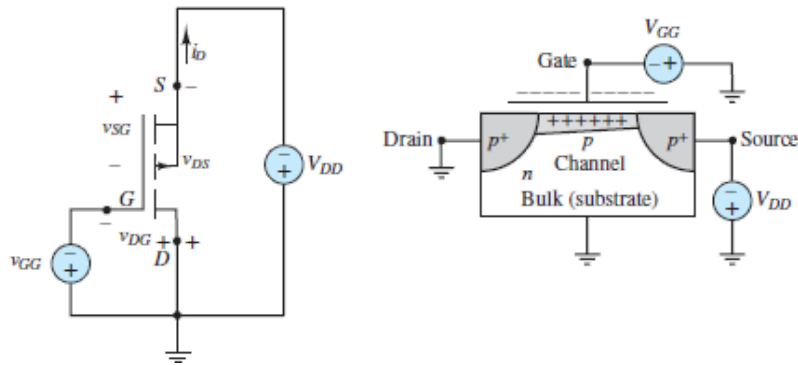 i_D
S
−
+
v_SG
−
v_DS
G
−
v_DG
+ +
D
v_GG
− +
− +
V_DD
V_GG
Gate
− +
— — — — — — — —
++++++
Drain
p+
p
p+
Source
Channel
n
Bulk (substrate)
− +
V_DD